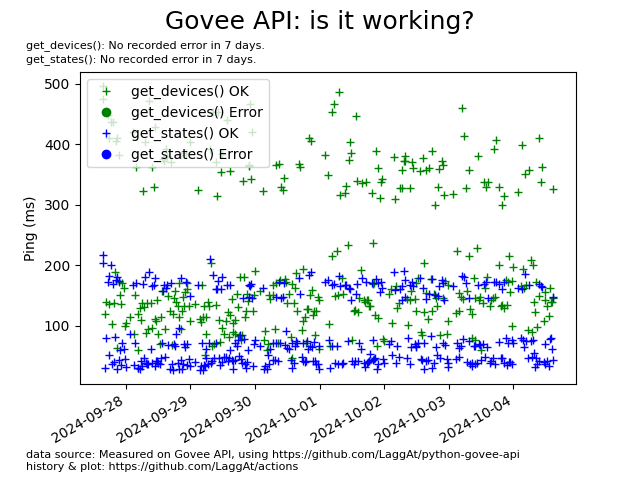 Govee API: is it working?
get_devices(): No recorded error in 7 days.
get_states(): No recorded error in 7 days.
get_devices() OK
get_devices() Error
get_states() OK
get_states() Error
Ping (ms)
500
400
300
200
100
2024-09-28
2024-09-29
2024-09-30
2024-10-01
2024-10-02
2024-10-03
2024-10-04
data source: Measured on Govee API, using https://github.com/LaggAt/python-govee-api
history & plot: https://github.com/LaggAt/actions